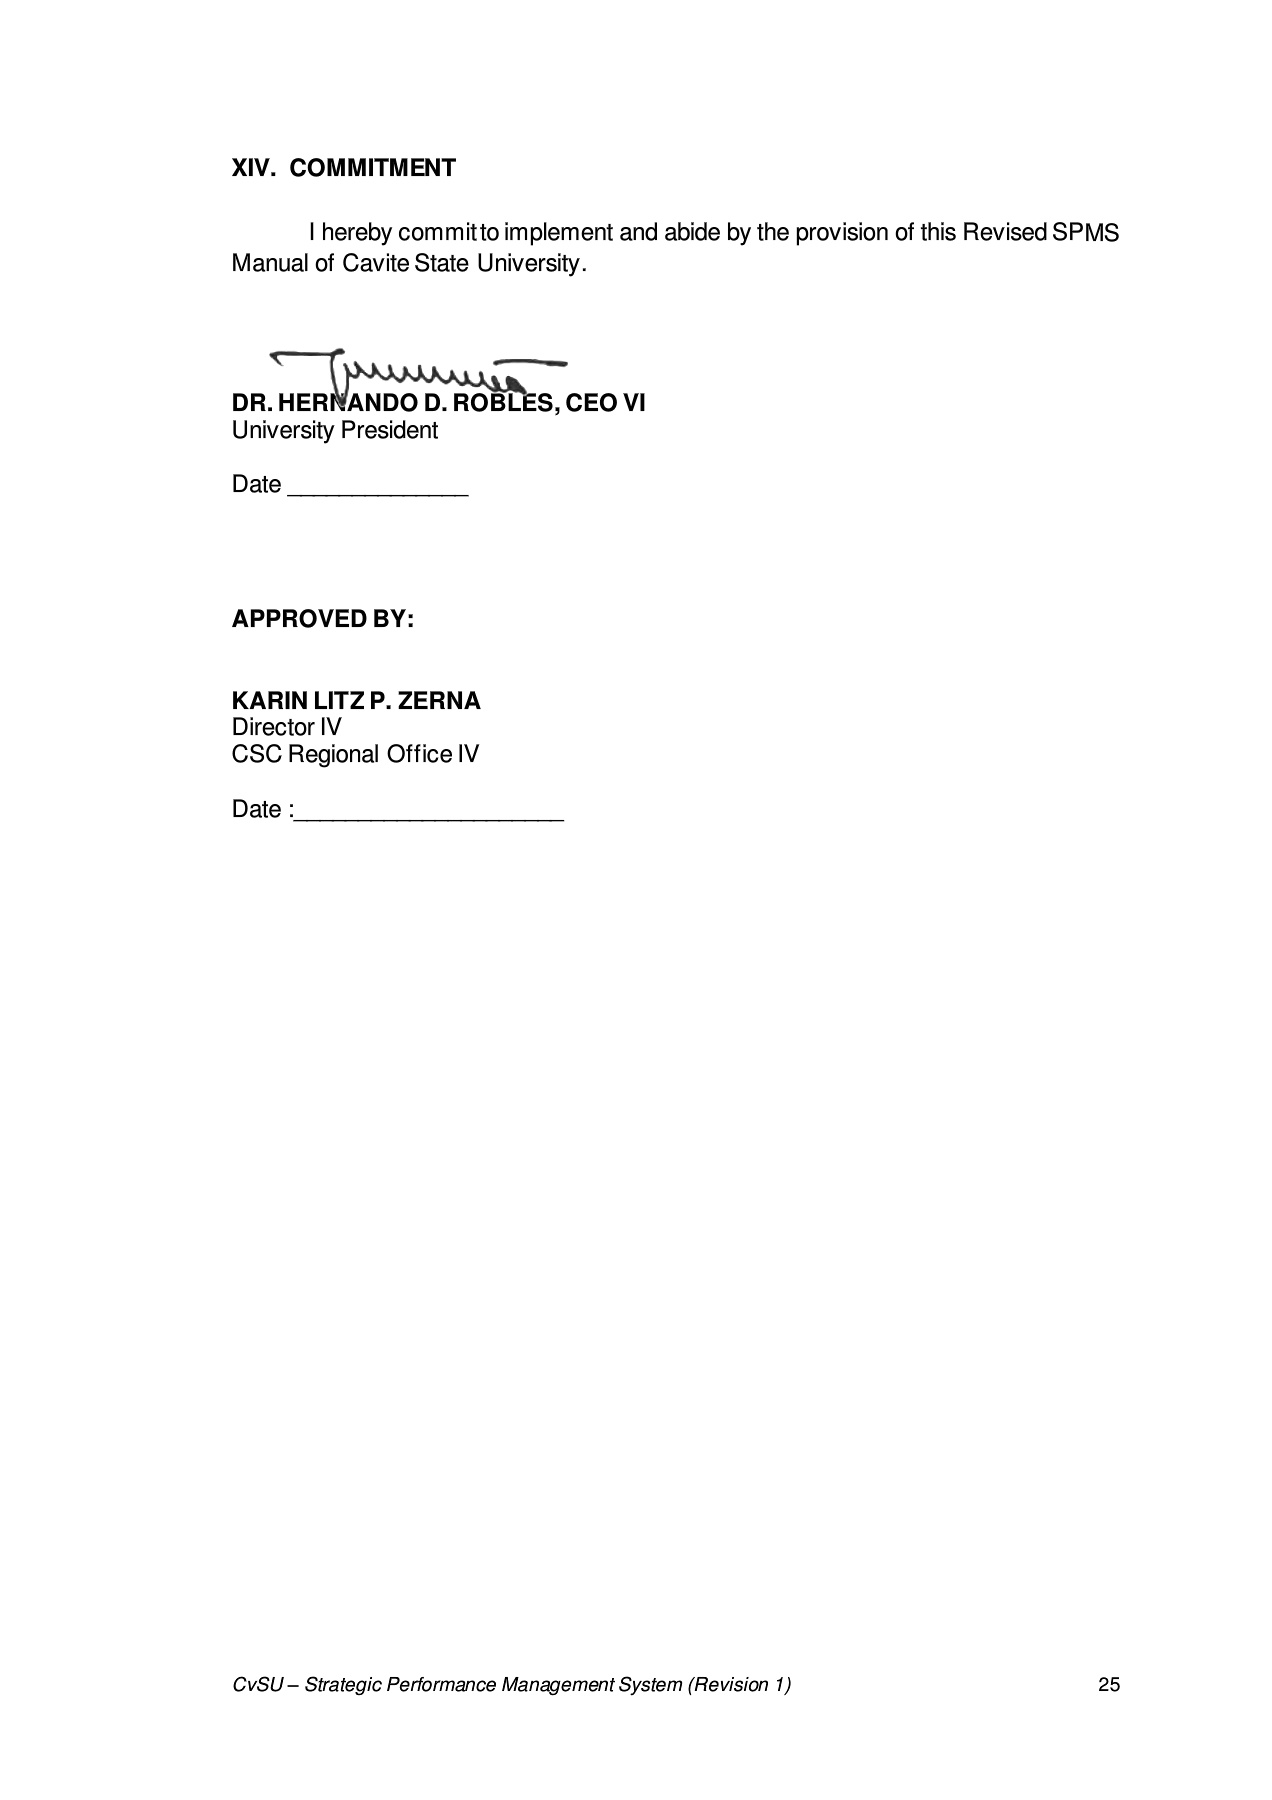 XIV. COMMITMENT
I hereby commit to implement and abide by the provision of this Revised SPMS
Manual of Cavite State University.
DR. HERNANDO D. ROBLES, CEO VI
University President
Date ______________
APPROVED BY:
KARIN LITZ P. ZERNA
Director IV
CSC Regional Office IV
Date :_____________________
CvSU – Strategic Performance Management System (Revision 1) 25